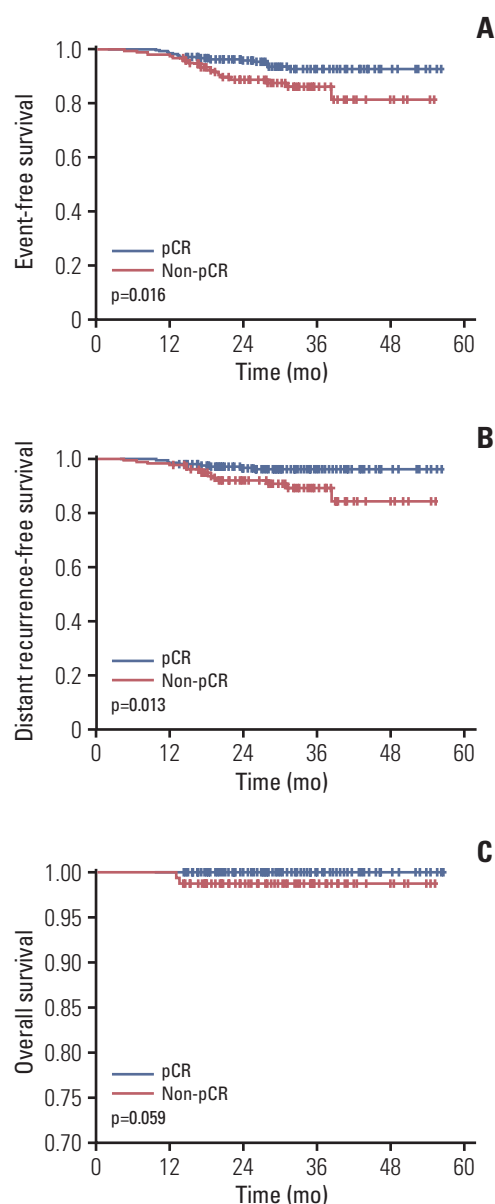 A
Event-free survival
1.0
0.8
0.6
0.4
0.2
0
pCR
Non-pCR
p=0.016
0 12 24 36 48 60
Time (mo)
B
Distant recurrence-free survival
1.0
0.8
0.6
0.4
0.2
0
pCR
Non-pCR
p=0.013
0 12 24 36 48 60
Time (mo)
C
Overall survival
1.00
0.95
0.90
0.85
0.80
0.75
0.70
pCR
Non-pCR
p=0.059
0 12 24 36 48 60
Time (mo)